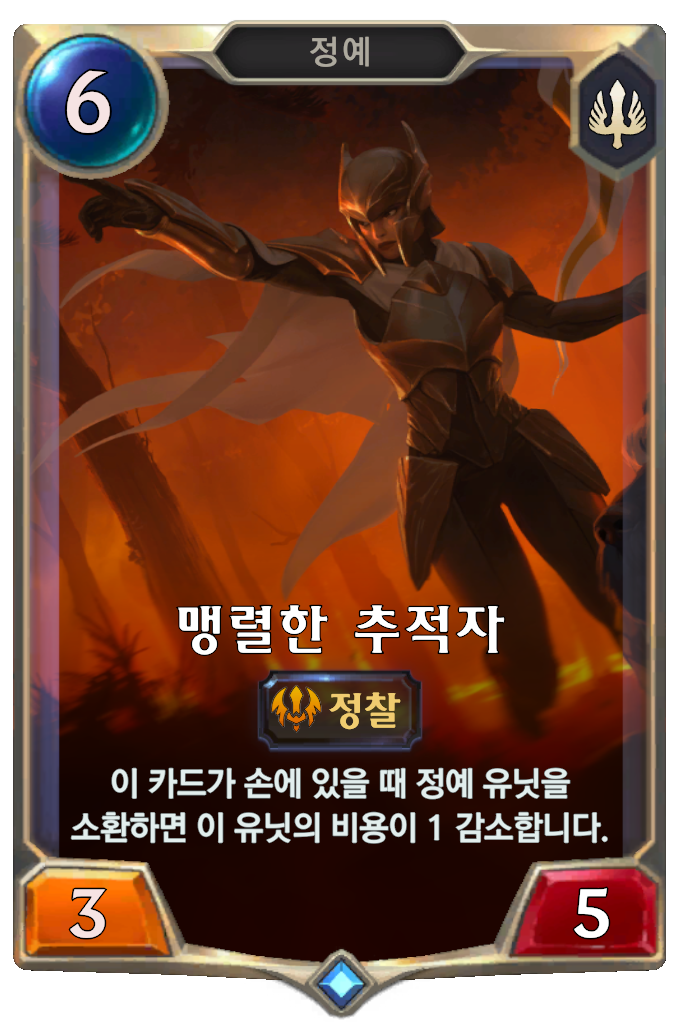 정예
6
맹렬한 추적자
정찰
이 카드가 손에 있을 때 정예 유닛을
소환하면 이 유닛의 비용이 1 감소합니다.
3
5